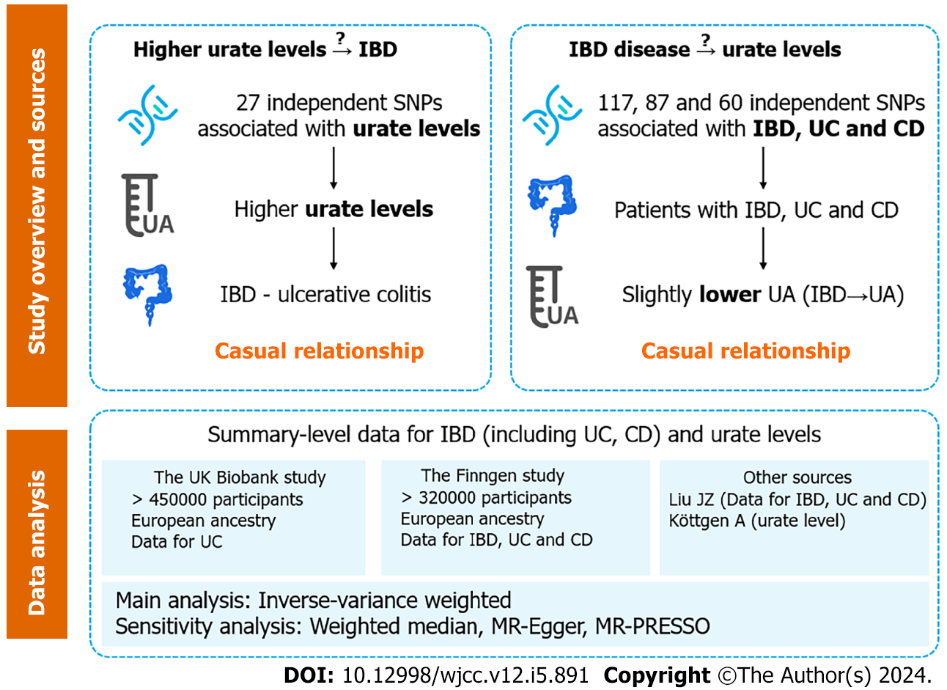 Study overview and sources
Higher urate levels → IBD
?
27 independent SNPs
associated with urate levels
UA
Higher urate levels
IBD - ulcerative colitis
Casual relationship
IBD disease → urate levels
?
117, 87 and 60 independent SNPs
associated with IBD, UC and CD
Patients with IBD, UC and CD
UA
Slightly lower UA (IBD→UA)
Casual relationship
Data analysis
Summary-level data for IBD (including UC, CD) and urate levels
The UK Biobank study
> 450000 participants
European ancestry
Data for UC
The Finngen study
> 320000 participants
European ancestry
Data for IBD, UC and CD
Other sources
Liu JZ (Data for IBD, UC and CD)
Köttgen A (urate level)
Main analysis: Inverse-variance weighted
Sensitivity analysis: Weighted median, MR-Egger, MR-PRESSO
DOI: 10.12998/wjcc.v12.i5.891 Copyright ©The Author(s) 2024.